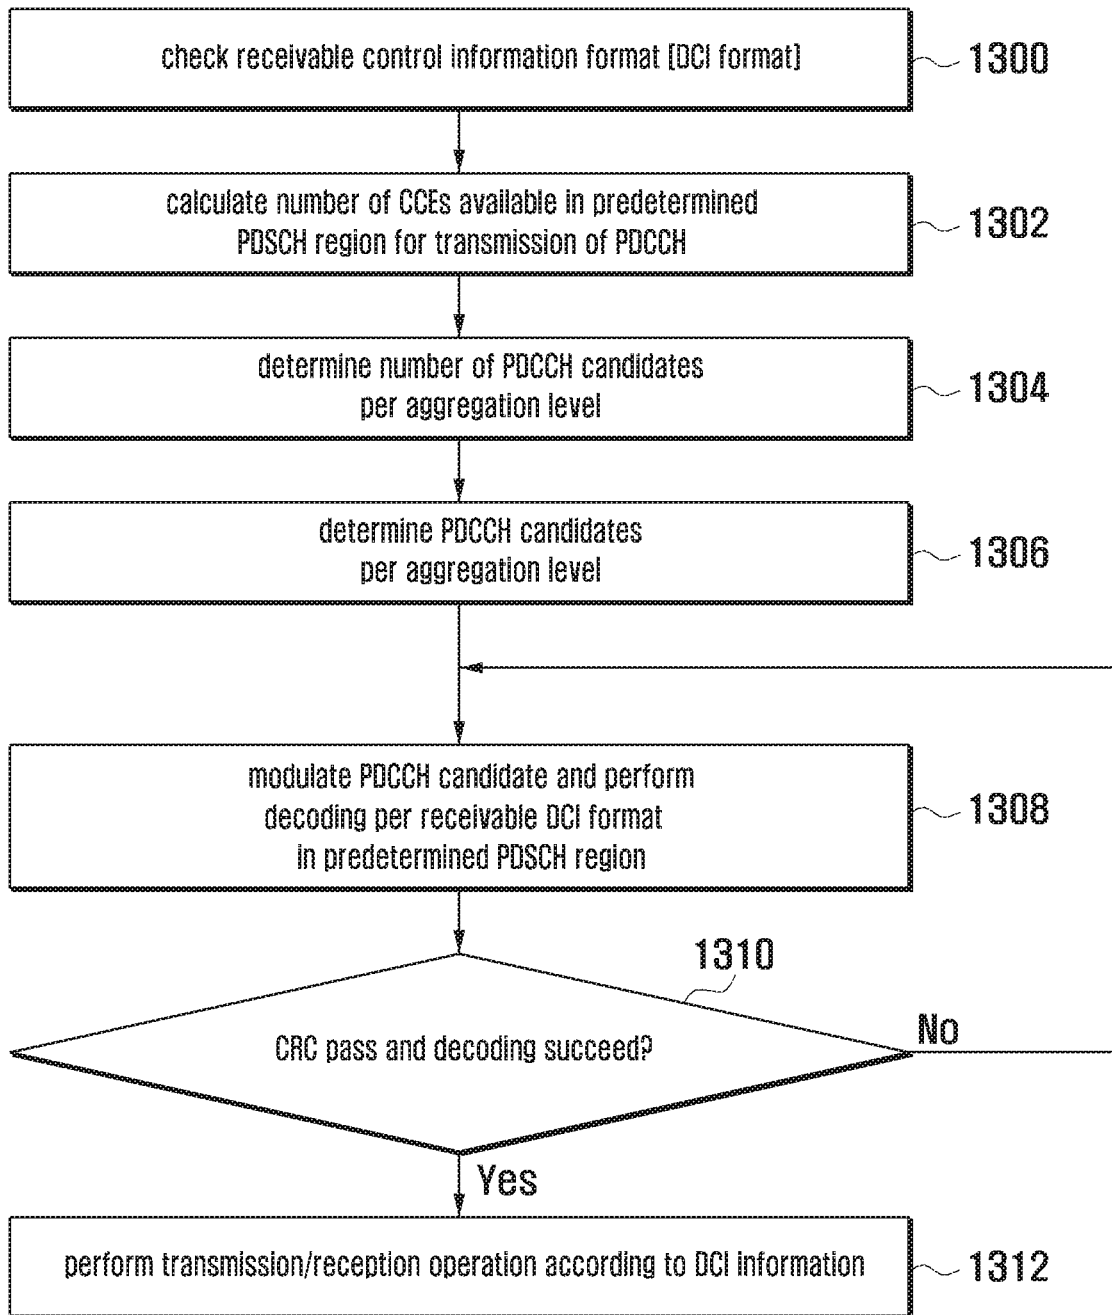 check receivable control information format [DCI format]
1300
calculate number of CCEs available in predetermined
PDSCH region for transmission of PDCCH
1302
determine number of PDCCH candidates
per aggregation level
1304
determine PDCCH candidates
per aggregation level
1306
modulate PDCCH candidate and perform
decoding per receivable DCI format
in predetermined PDSCH region
1308
1310
CRC pass and decoding succeed?
No
Yes
perform transmission/reception operation according to DCI information
1312